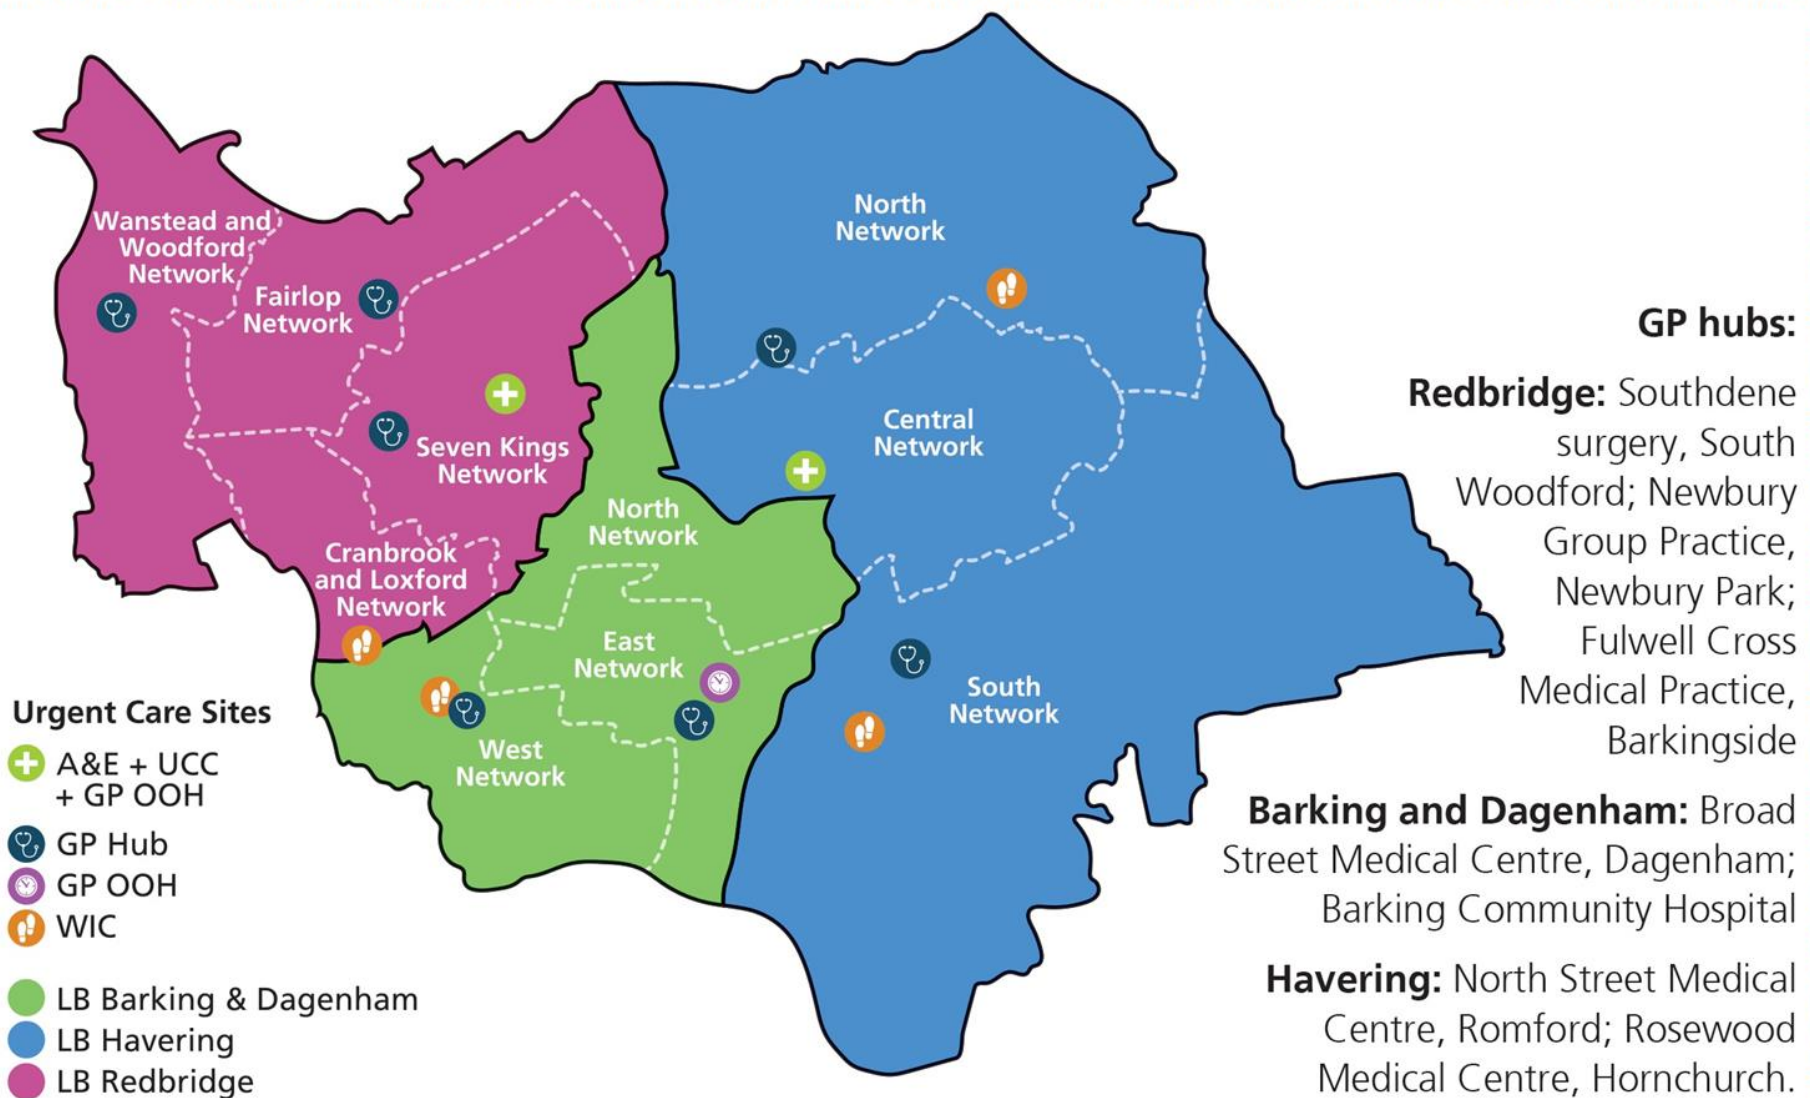 Wanstead and
Woodford
Network
Fairlop
Network
Seven Kings
Network
Cranbrook
and Loxford
Network
North
Network
Central
Network
South
Network
North
Network
East
Network
West
Network
Urgent Care Sites
A&E + UCC
+ GP OOH
GP Hub
GP OOH
WIC
LB Barking & Dagenham
LB Havering
LB Redbridge
GP hubs:
Redbridge: Southdene
surgery, South
Woodford; Newbury
Group Practice,
Newbury Park;
Fulwell Cross
Medical Practice,
Barkingside
Barking and Dagenham: Broad
Street Medical Centre, Dagenham;
Barking Community Hospital
Havering: North Street Medical
Centre, Romford; Rosewood
Medical Centre, Hornchurch.